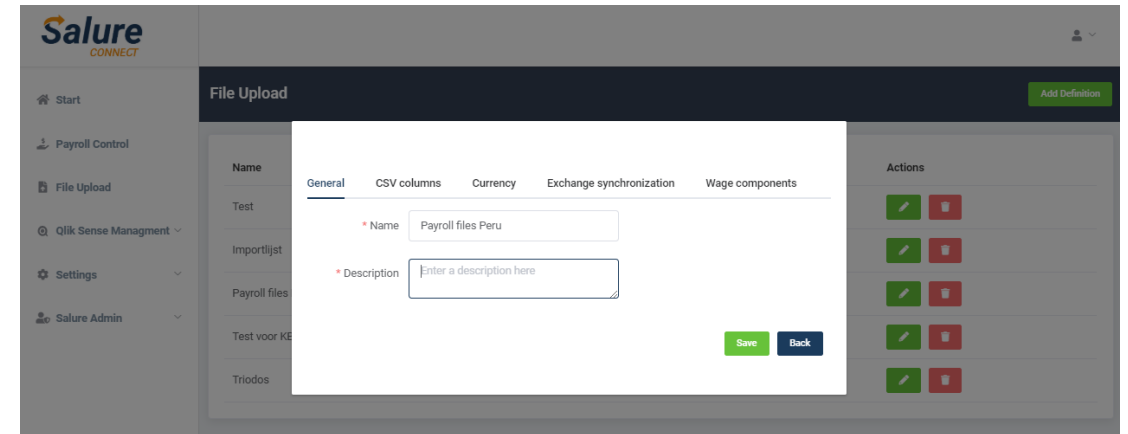 Salure
CONNECT
Start
Payroll Control
File Upload
Qlik Sense Managment
Settings
Salure Admin
File Upload
Add Definition
Name
Actions
Test
Importlijst
Payroll files
Test voor KE
Triodos
General CSV columns Currency Exchange synchronization Wage components
* Name Payroll files Peru
* Description Enter a description here
Save Back